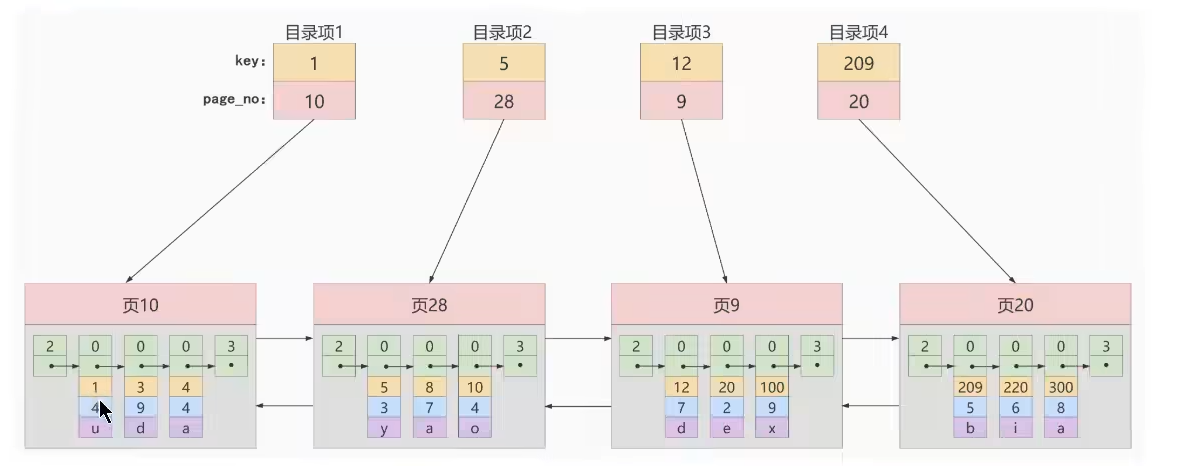 目录项1 目录项2 目录项3 目录项4
key: 1 5 12 209
page_no: 10 28 9 20
页10 页28 页9 页20
2 0 0 0 3 2 0 0 0 3 2 0 0 0 3 2 0 0 0 3
1 3 4 5 8 10 12 20 100 209 220 300
4 9 4 3 7 4 7 2 9 5 6 8
u d a y a o d e x b i a